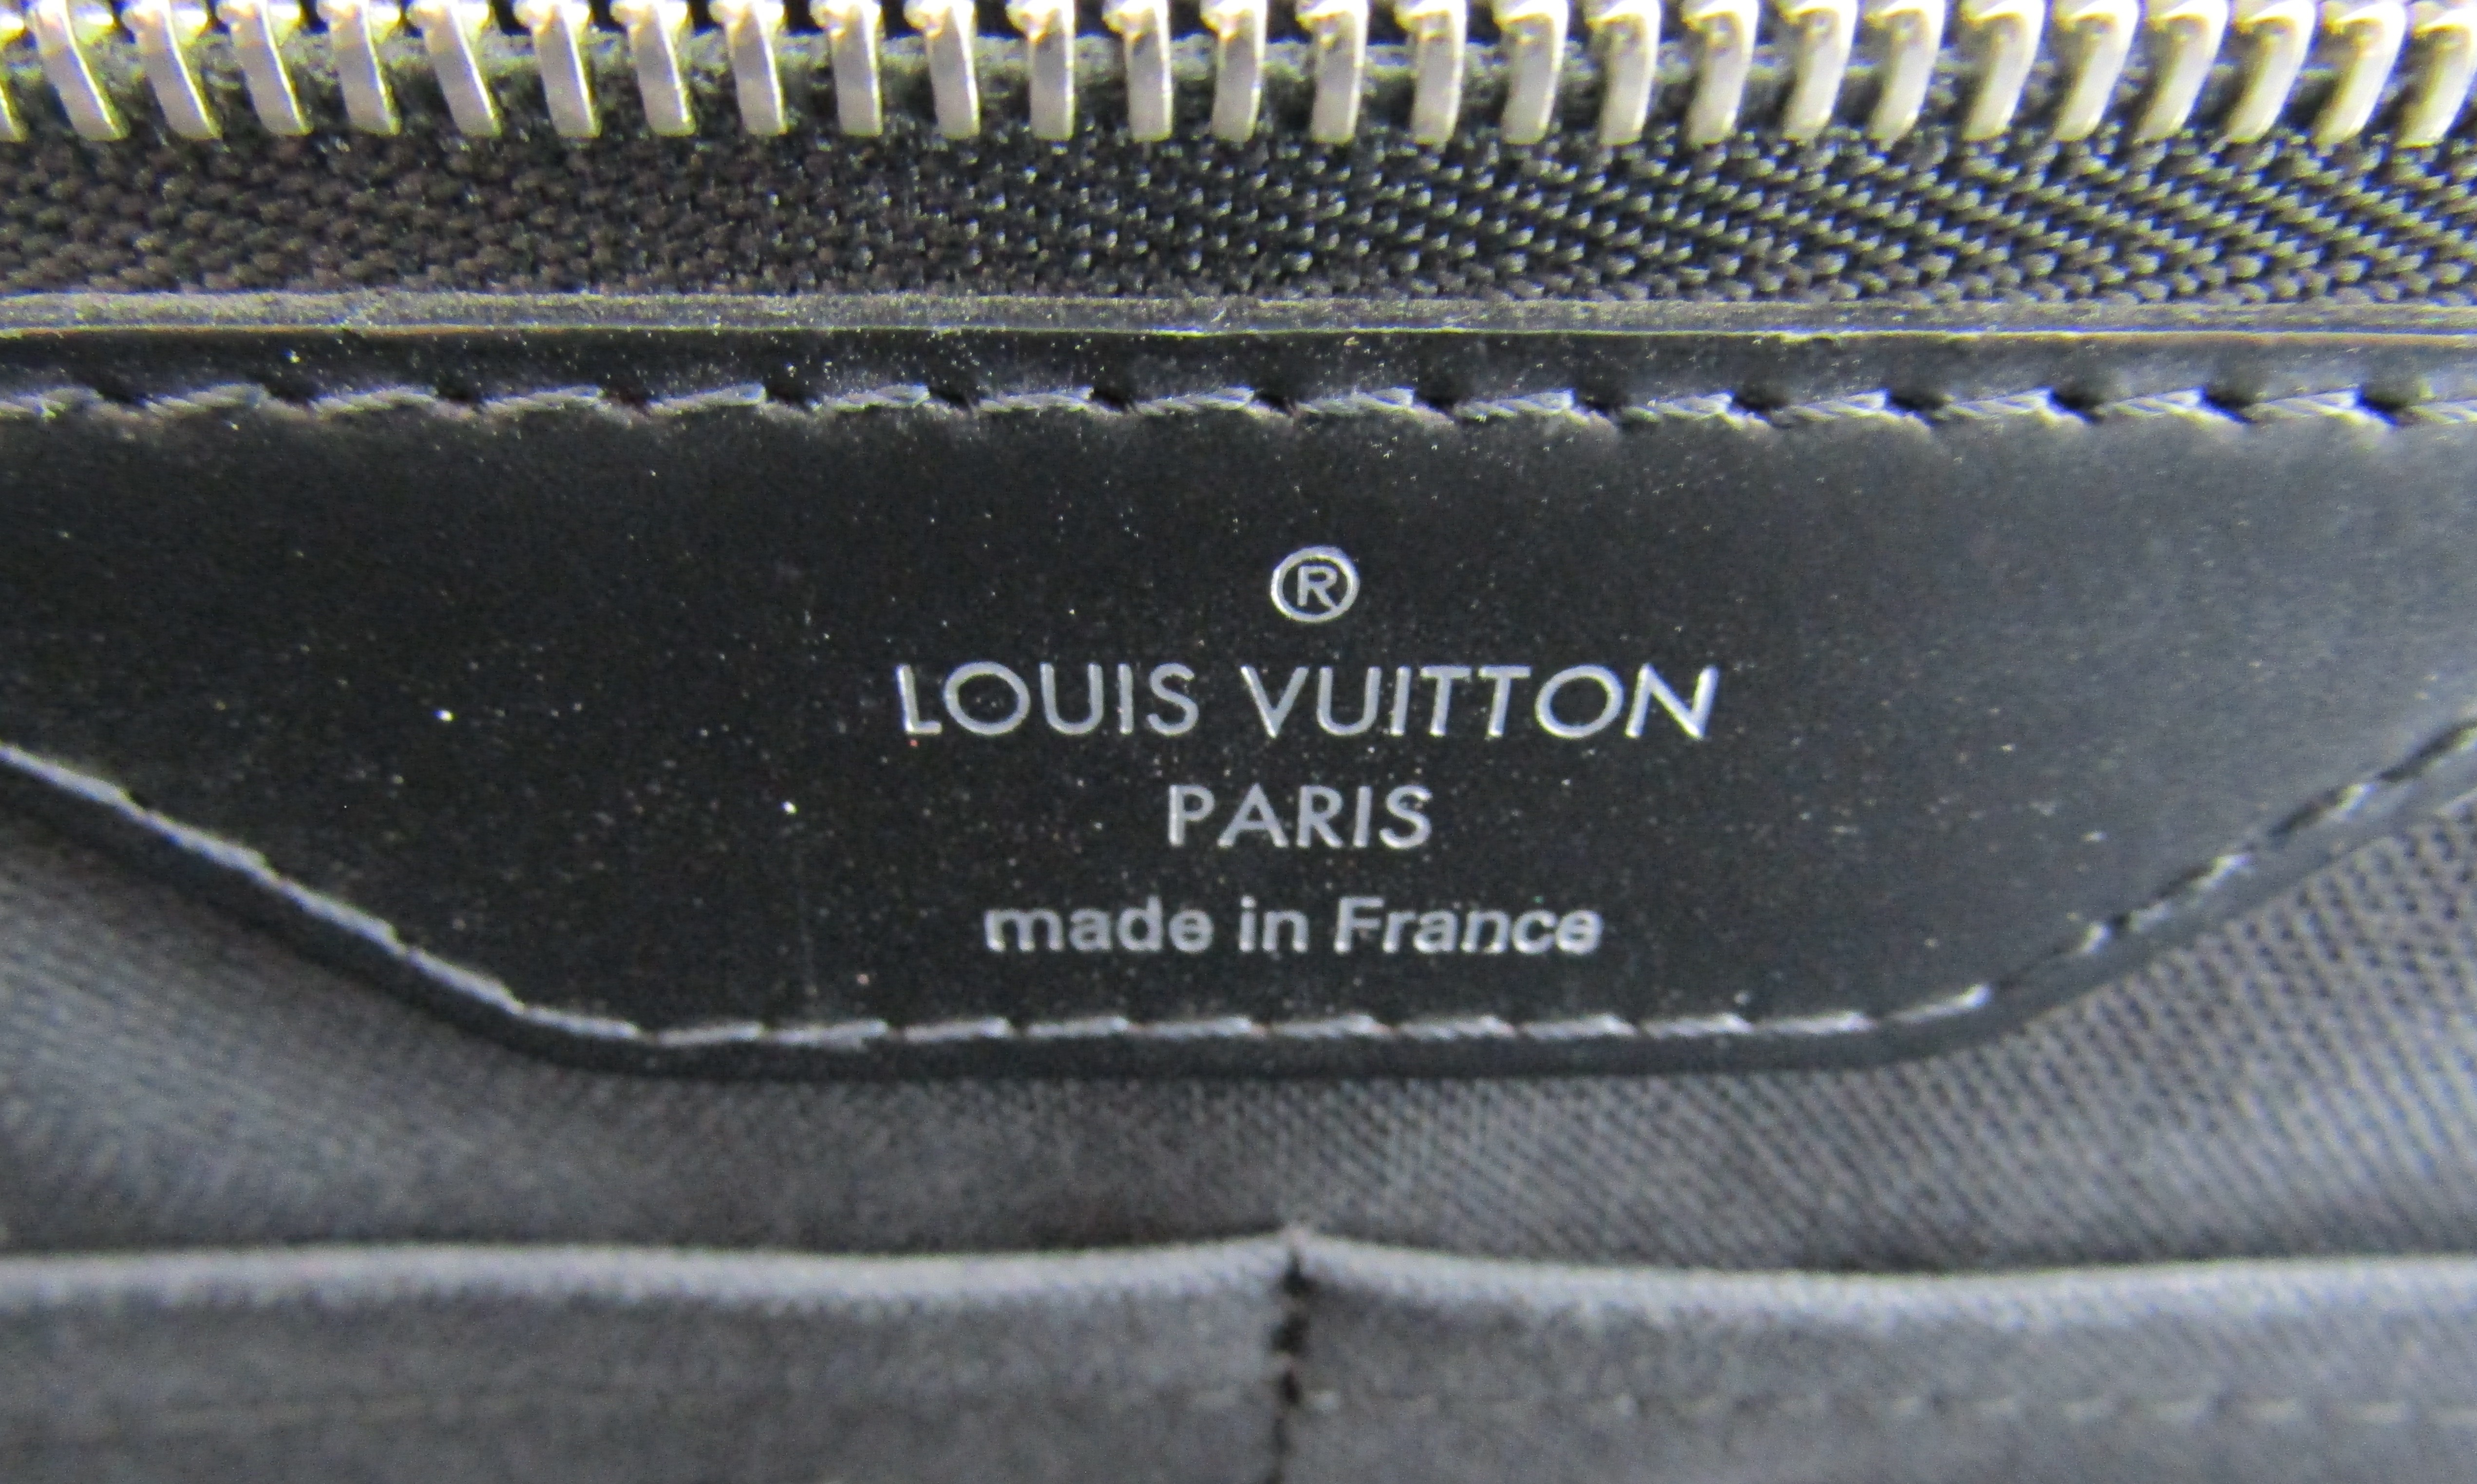 ®
LOUIS VUITTON
PARIS
made in France